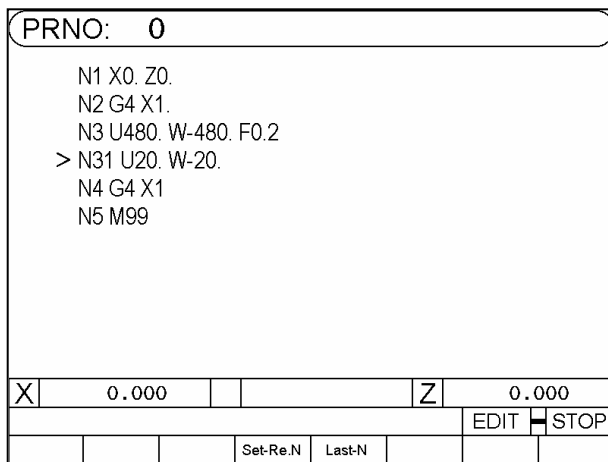 PRNO: 0
N1 X0. Z0.
N2 G4 X1.
N3 U480. W-480. F0.2
> N31 U20. W-20.
N4 G4 X1
N5 M99
X 0.000 Z 0.000
EDIT STOP
Set-Re.N Last-N